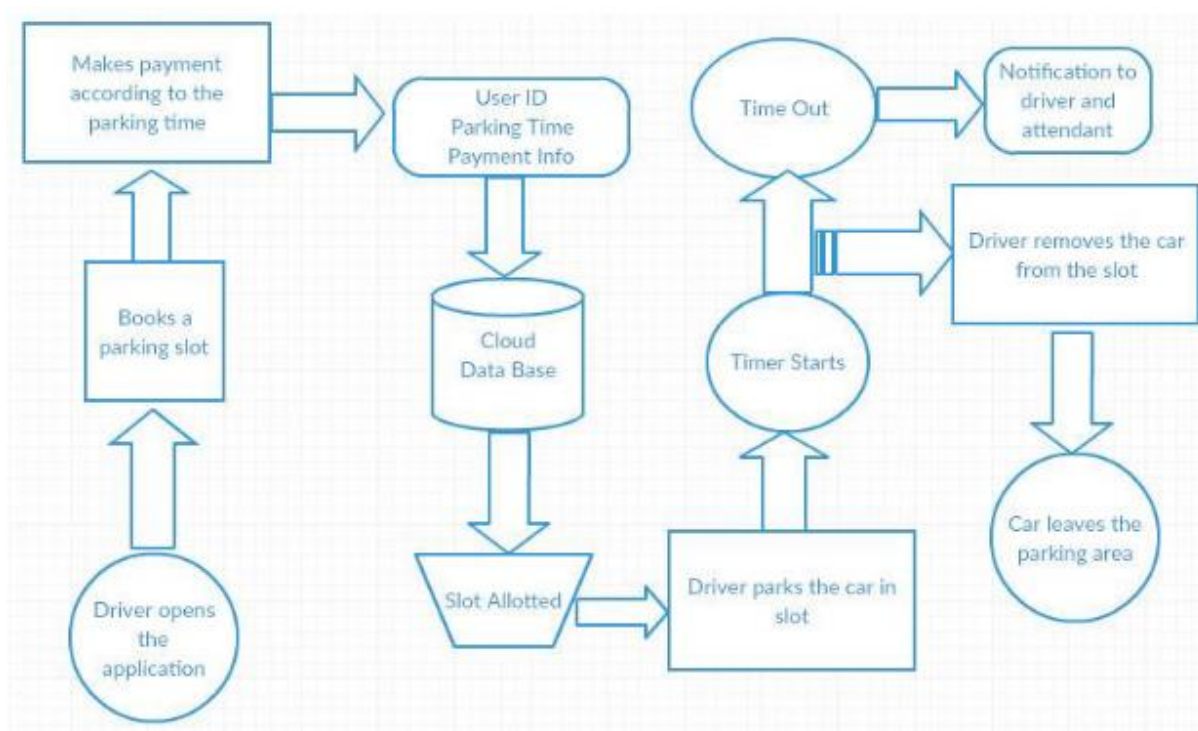 Makes payment
according to the
parking time
User ID
Parking Time
Payment Info
Time Out
Notification to
driver and
attendant
Books a
parking slot
Cloud
Data Base
Timer Starts
Driver removes the car
from the slot
Driver opens
the
application
Slot Allotted
Driver parks the car in
slot
Car leaves the
parking area